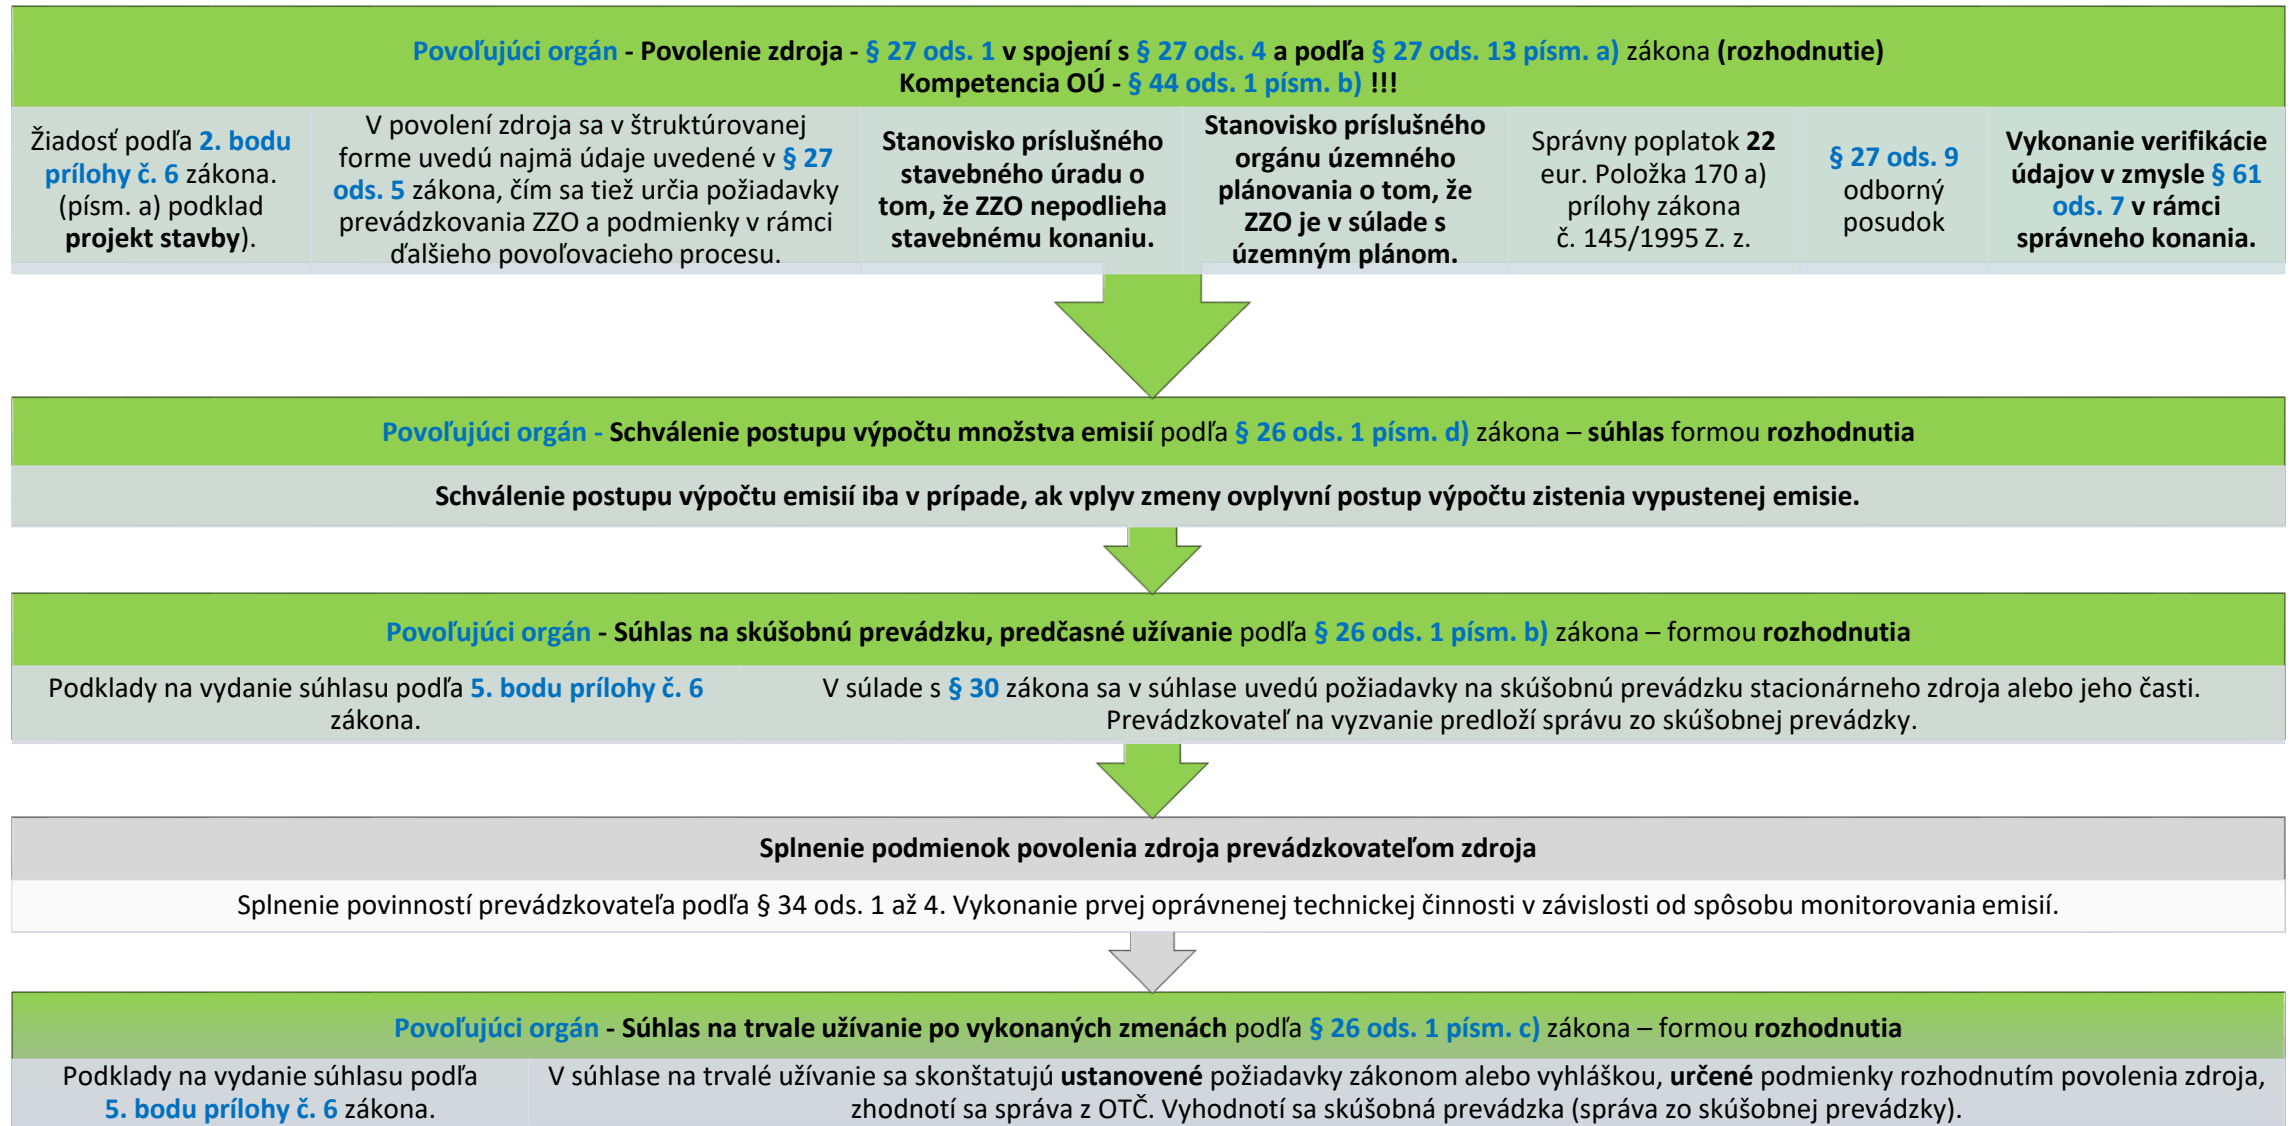 Povoľujúci orgán - Povolenie zdroja - § 27 ods. 1 v spojení s § 27 ods. 4 a podľa § 27 ods. 13 písm. a) zákona (rozhodnutie)
Kompetencia OÚ - § 44 ods. 1 písm. b) !!!
Žiadosť podľa 2. bodu
prílohy č. 6 zákona.
(písm. a) podklad
projekt stavby).
V povolení zdroja sa v štruktúrovanej
forme uvedú najmä údaje uvedené v § 27
ods. 5 zákona, čím sa tiež určia požiadavky
prevádzkovania ZZO a podmienky v rámci
ďalšieho povoľovacieho procesu.
Stanovisko príslušného
stavebného úradu o
tom, že ZZO nepodlieha
stavebnému konaniu.
Stanovisko príslušného
orgánu územného
plánovania o tom, že
ZZO je v súlade s
územným plánom.
Správny poplatok 22
eur. Položka 170 a)
prílohy zákona
č. 145/1995 Z. z.
§ 27 ods. 9
odborný
posudok
Vykonanie verifikácie
údajov v zmysle § 61
ods. 7 v rámci
správneho konania.
Povoľujúci orgán - Schválenie postupu výpočtu množstva emisií podľa § 26 ods. 1 písm. d) zákona – súhlas formou rozhodnutia
Schválenie postupu výpočtu emisií iba v prípade, ak vplyv zmeny ovplyvní postup výpočtu zistenia vypustenej emisie.
Povoľujúci orgán - Súhlas na skúšobnú prevádzku, predčasné užívanie podľa § 26 ods. 1 písm. b) zákona – formou rozhodnutia
Podklady na vydanie súhlasu podľa 5. bodu prílohy č. 6
zákona.
V súlade s § 30 zákona sa v súhlase uvedú požiadavky na skúšobnú prevádzku stacionárneho zdroja alebo jeho časti.
Prevádzkovateľ na vyzvanie predloží správu zo skúšobnej prevádzky.
Splnenie podmienok povolenia zdroja prevádzkovateľom zdroja
Splnenie povinností prevádzkovateľa podľa § 34 ods. 1 až 4. Vykonanie prvej oprávnenej technickej činnosti v závislosti od spôsobu monitorovania emisií.
Povoľujúci orgán - Súhlas na trvale užívanie po vykonaných zmenách podľa § 26 ods. 1 písm. c) zákona – formou rozhodnutia
Podklady na vydanie súhlasu podľa
5. bodu prílohy č. 6 zákona.
V súhlase na trvalé užívanie sa skonštatujú ustanovené požiadavky zákonom alebo vyhláškou, určené podmienky rozhodnutím povolenia zdroja,
zhodnotí sa správa z OTČ. Vyhodnotí sa skúšobná prevádzka (správa zo skúšobnej prevádzky).